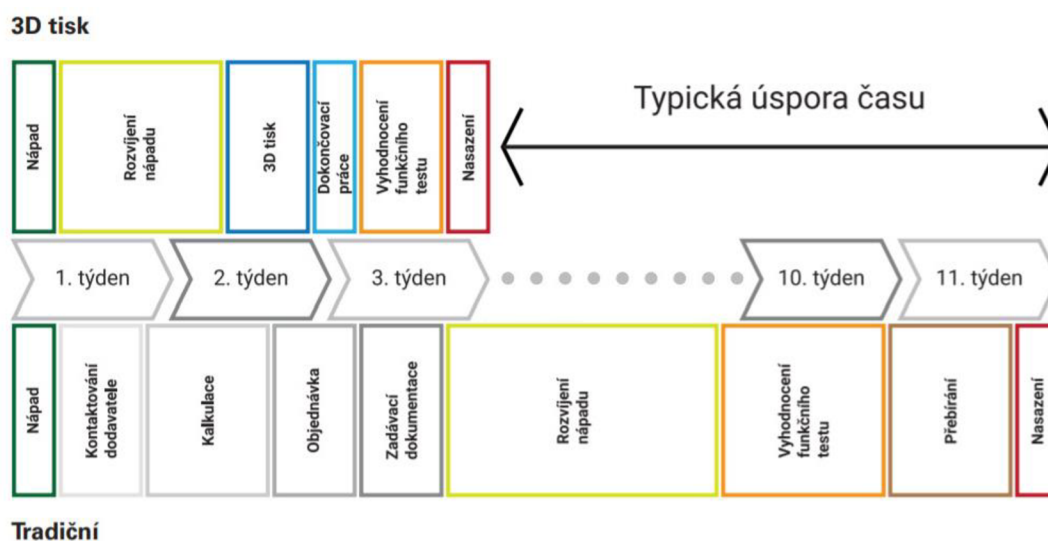 3D tisk
Nápad
Rozvíjení
nápadu
3D tisk
Dokončovací
práce
Vyhodnocení
funkčního
testu
Nasazení
Typická úspora času
1. týden
2. týden
3. týden
10. týden
11. týden
Nápad
Kontaktování
dodavatele
Kalkulace
Objednávka
Zadávací
dokumentace
Rozvíjení
nápadu
Vyhodnocení
funkčního
testu
Přebírání
Nasazení
Tradiční